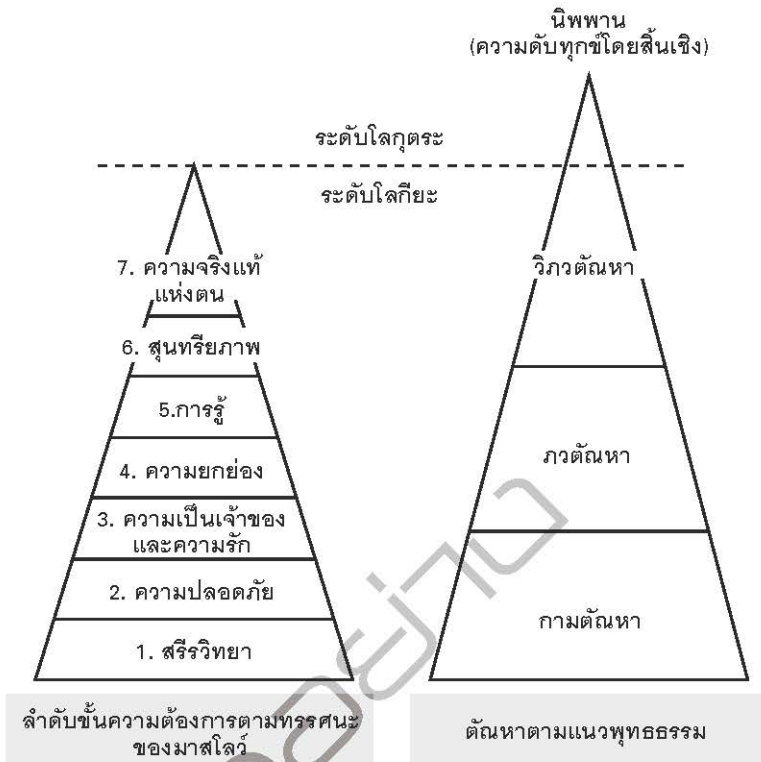 นิพพาน
(ความดับทุกข์โดยสิ้นเชิง)
ระดับโลกุตระ
ระดับโลกียะ
7. ความจริงแท้
แห่งตน
6. สุนทรียภาพ
5.การรู้
4. ความยกย่อง
3. ความเป็นเจ้าของ
และความรัก
2. ความปลอดภัย
1. สรีรวิทยา
ลำดับขั้นความต้องการตามทรรศนะ
ของมาสโลว์
วิภวตัณหา
ภวตัณหา
กามตัณหา
ตัณหาตามแนวพุทธธรรม